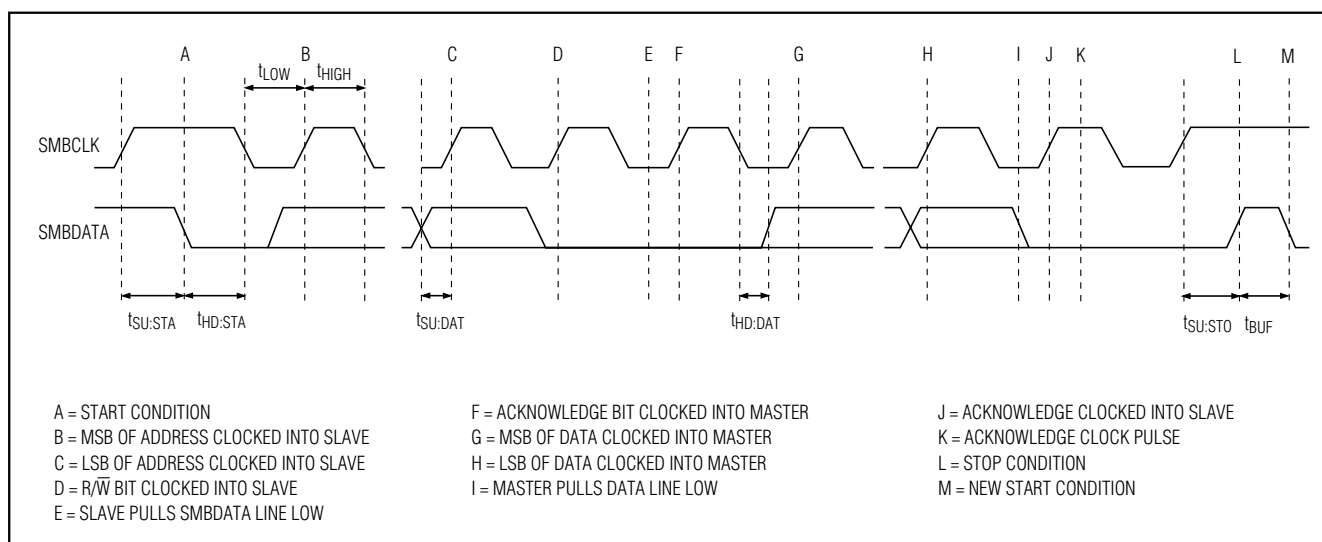 A B C D E F G H I J K L M
tLOW tHIGH
SMBCLK
SMBDATA
tSU:STA tHD:STA tSU:DAT tHD:DAT tSU:STO tBUF
A = START CONDITION
B = MSB OF ADDRESS CLOCKED INTO SLAVE
C = LSB OF ADDRESS CLOCKED INTO SLAVE
D = R/W̅ BIT CLOCKED INTO SLAVE
E = SLAVE PULLS SMBDATA LINE LOW
F = ACKNOWLEDGE BIT CLOCKED INTO MASTER
G = MSB OF DATA CLOCKED INTO MASTER
H = LSB OF DATA CLOCKED INTO MASTER
I = MASTER PULLS DATA LINE LOW
J = ACKNOWLEDGE CLOCKED INTO SLAVE
K = ACKNOWLEDGE CLOCK PULSE
L = STOP CONDITION
M = NEW START CONDITION